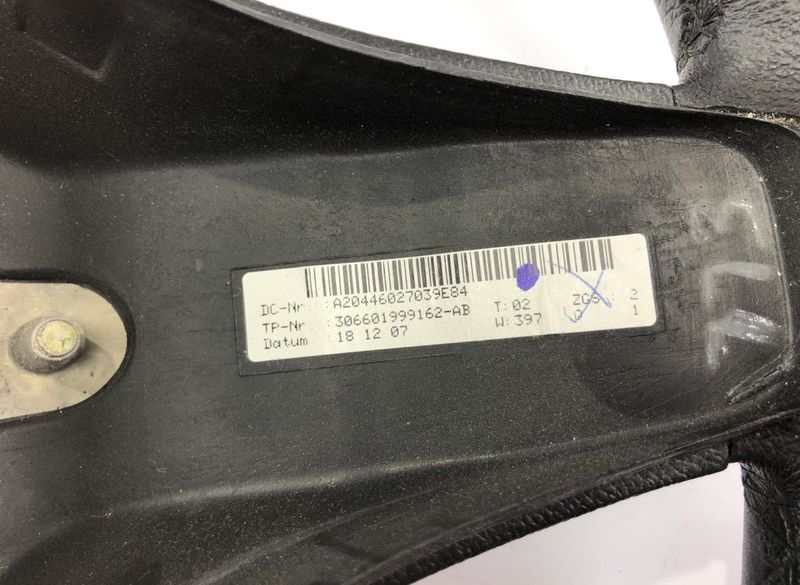 DC-Nr :A20446027039E84 T:02 ZGS : 2
TP-Nr :306601999162-AB W:397 Q : 1
Datum 18 12 07